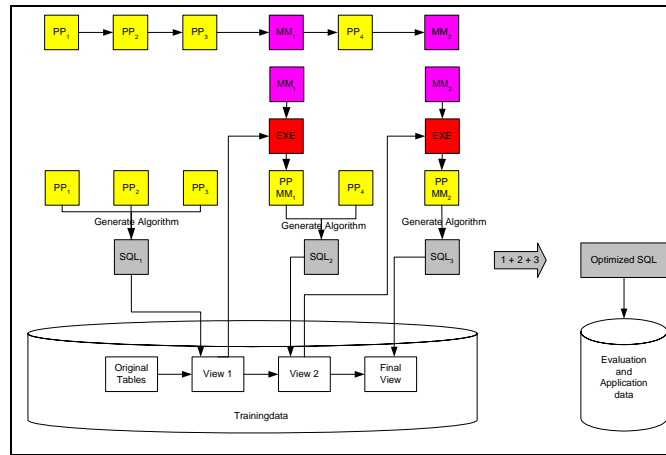 PP1 PP2 PP3 MM1 PP4 MM2
MM1 MM2
EXE EXE
PP1 PP2 PP3 PP MM1 PP4 PP MM2
Generate Algorithm Generate Algorithm Generate Algorithm
SQL1 SQL2 SQL3 1 + 2 + 3 Optimized SQL
Original Tables View 1 View 2 Final View
Trainingdata
Evaluation
and
Application
data